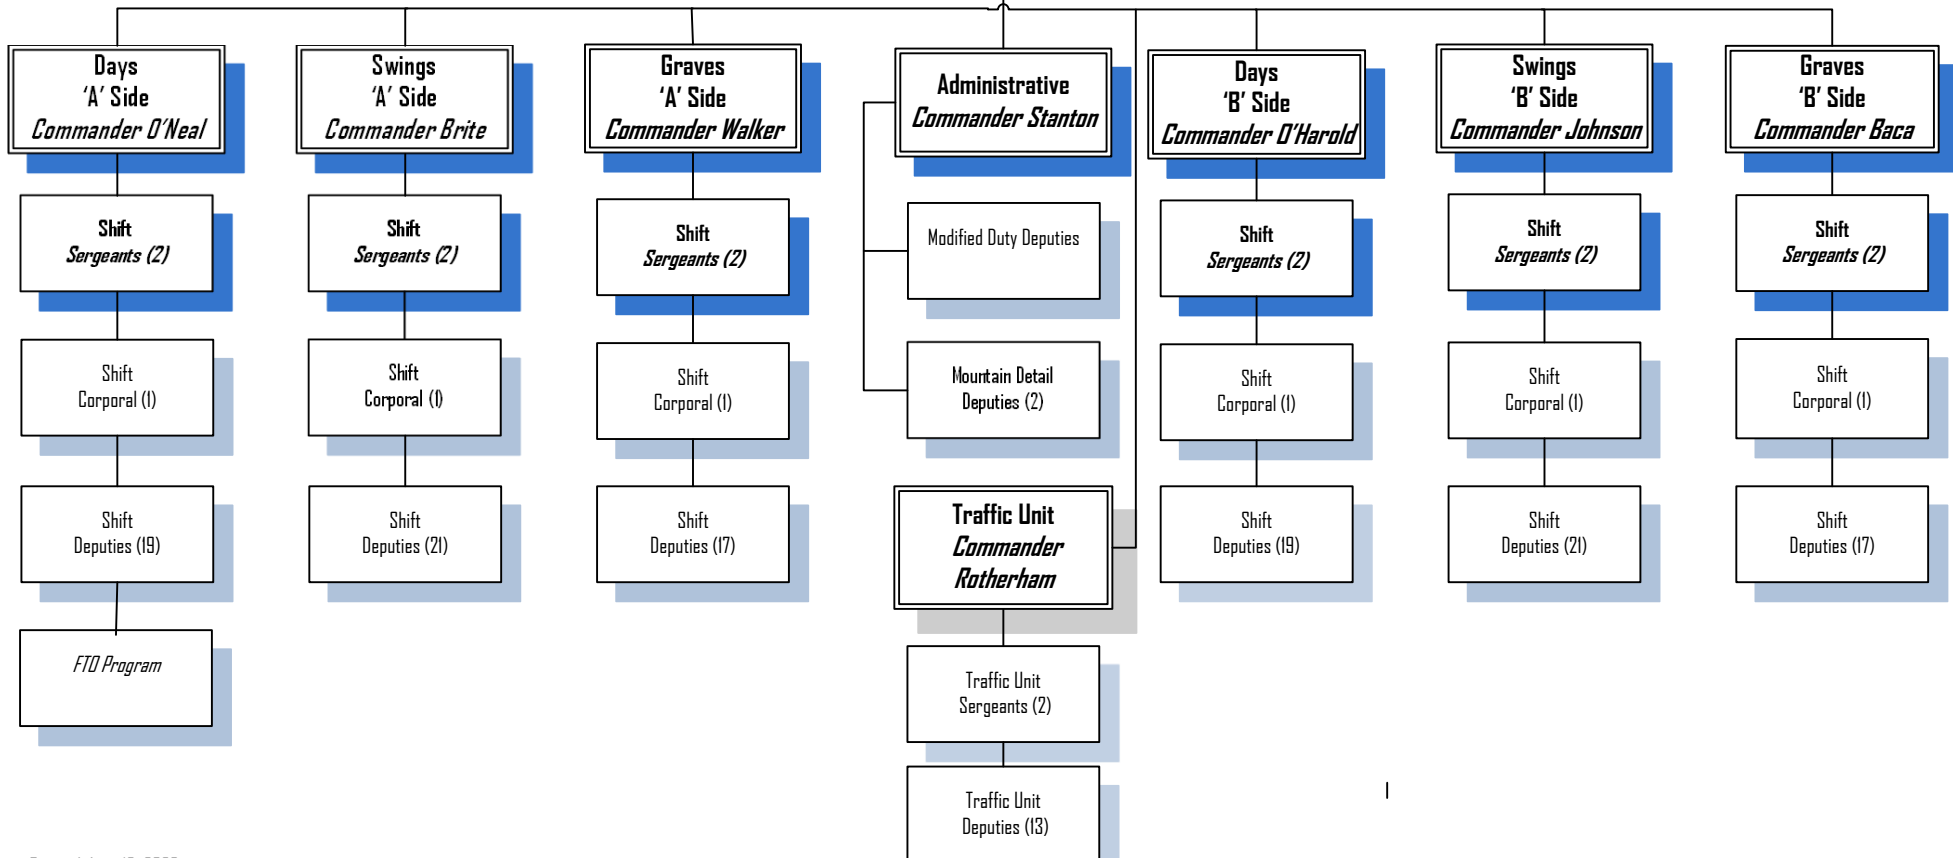 Days
‘A’ Side
Commander O’Neal
Swings
‘A’ Side
Commander Brite
Graves
‘A’ Side
Commander Walker
Administrative
Commander Stanton
Days
‘B’ Side
Commander O’Harold
Swings
‘B’ Side
Commander Johnson
Graves
‘B’ Side
Commander Baca
Shift
Sergeants (2)
Shift
Sergeants (2)
Shift
Sergeants (2)
Modified Duty Deputies
Shift
Sergeants (2)
Shift
Sergeants (2)
Shift
Sergeants (2)
Shift
Corporal (1)
Shift
Corporal (1)
Shift
Corporal (1)
Mountain Detail
Deputies (2)
Shift
Corporal (1)
Shift
Corporal (1)
Shift
Corporal (1)
Shift
Deputies (19)
Shift
Deputies (21)
Shift
Deputies (17)
Traffic Unit
Commander
Rotherham
Shift
Deputies (19)
Shift
Deputies (21)
Shift
Deputies (17)
FTO Program
Traffic Unit
Sergeants (2)
Traffic Unit
Deputies (13)